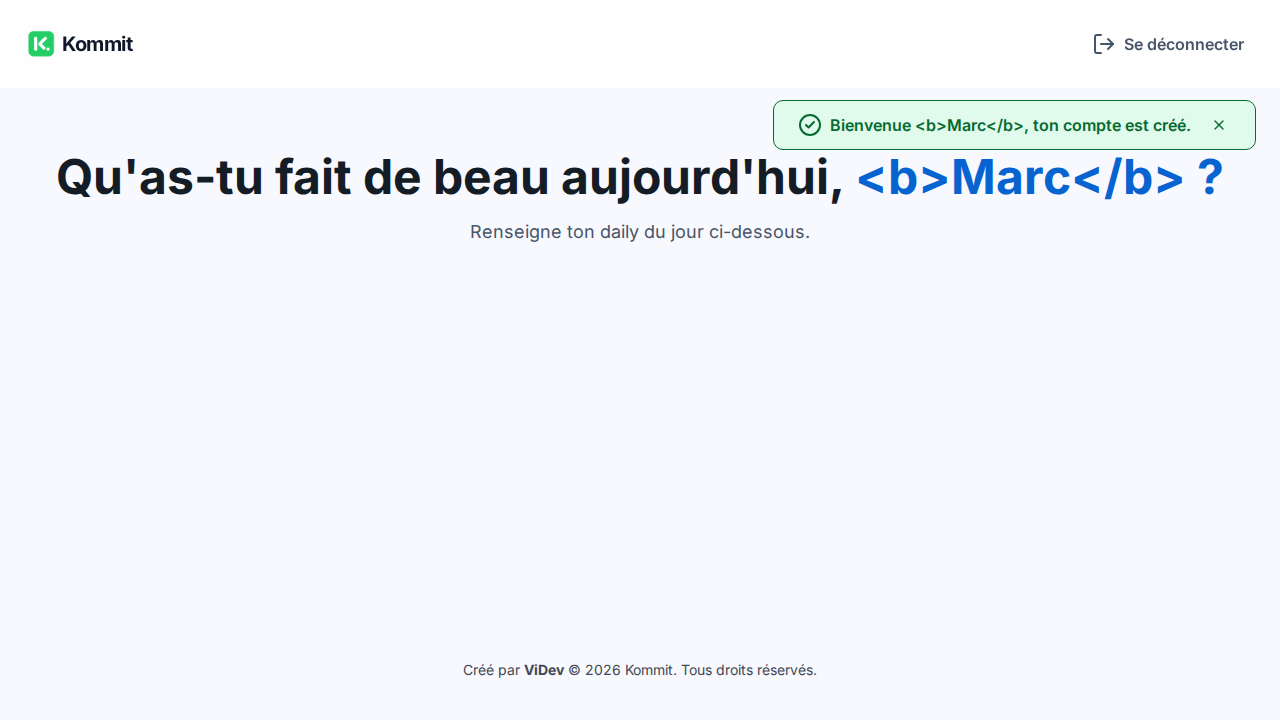 Kommit
Se déconnecter
Bienvenue <b>Marc</b>, ton compte est créé.
Qu'as-tu fait de beau aujourd'hui, <b>Marc</b> ?
Renseigne ton daily du jour ci-dessous.
Créé par ViDev © 2026 Kommit. Tous droits réservés.